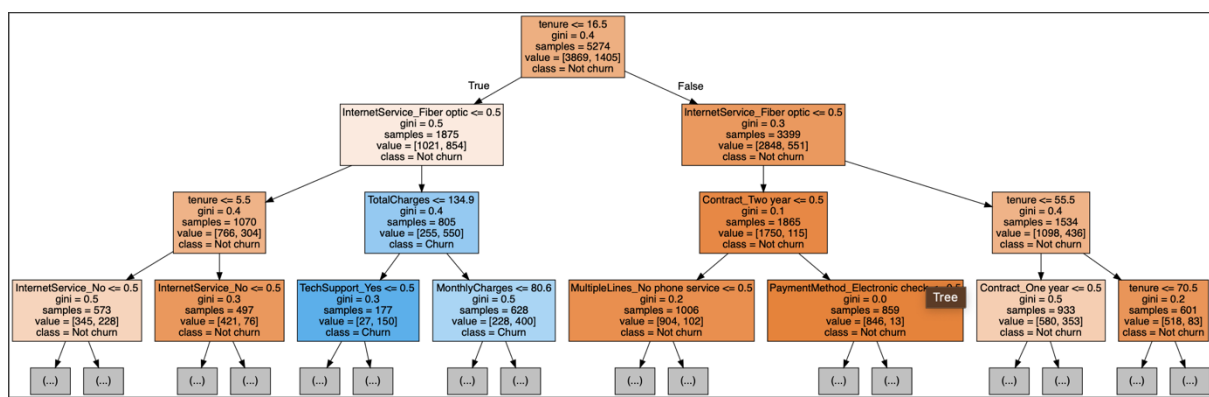 tenure <= 16.5
gini = 0.4
samples = 5274
value = [3869, 1405]
class = Not churn
True
False
InternetService_Fiber optic <= 0.5
gini = 0.5
samples = 1875
value = [1021, 854]
class = Not churn
InternetService_Fiber optic <= 0.5
gini = 0.3
samples = 3399
value = [2848, 551]
class = Not churn
tenure <= 5.5
gini = 0.4
samples = 1070
value = [766, 304]
class = Not churn
TotalCharges <= 134.9
gini = 0.4
samples = 805
value = [255, 550]
class = Churn
Contract_Two year <= 0.5
gini = 0.1
samples = 1865
value = [1750, 115]
class = Not churn
tenure <= 55.5
gini = 0.4
samples = 1534
value = [1098, 436]
class = Not churn
InternetService_No <= 0.5
gini = 0.5
samples = 573
value = [345, 228]
class = Not churn
InternetService_No <= 0.5
gini = 0.3
samples = 497
value = [421, 76]
class = Not churn
TechSupport_Yes <= 0.5
gini = 0.3
samples = 177
value = [27, 150]
class = Churn
MonthlyCharges <= 80.6
gini = 0.5
samples = 628
value = [228, 400]
class = Churn
MultipleLines_No phone service <= 0.5
gini = 0.2
samples = 1006
value = [904, 102]
class = Not churn
PaymentMethod_Electronic check
gini = 0.0
samples = 859
value = [846, 13]
class = Not churn
Tree
Contract_One year <= 0.5
gini = 0.5
samples = 933
value = [580, 353]
class = Not churn
tenure <= 70.5
gini = 0.2
samples = 601
value = [518, 83]
class = Not churn
(...) (...) (...) (...) (...) (...) (...) (...) (...) (...) (...) (...) (...) (...) (...) (...)